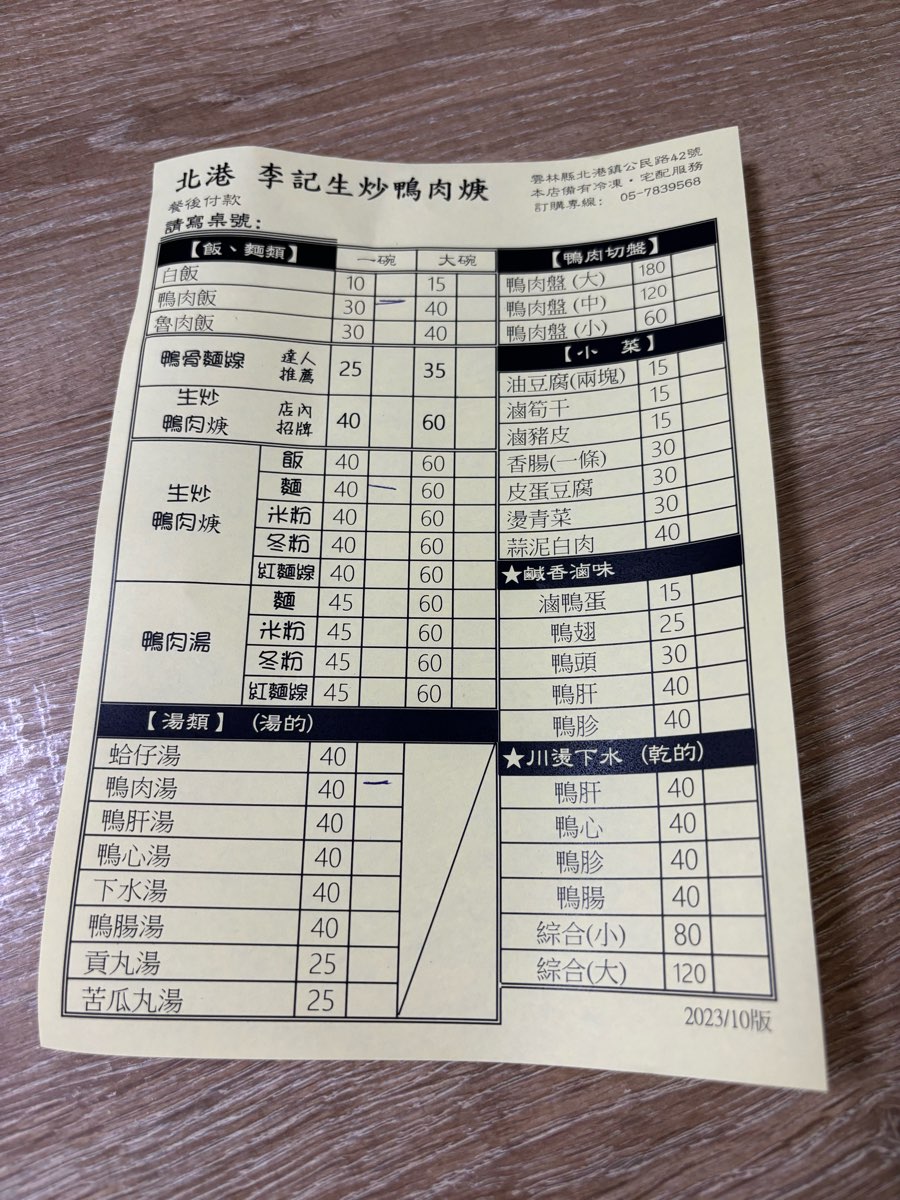 北港 李記生炒鴨肉焿
餐後付款
請寫桌號:
雲林縣北港鎮公民路42號
本店備有冷凍・宅配服務
訂購專線: 05-7839568
【飯、麵類】 一碗 大碗
白飯 10 15
鴨肉飯 30 40
魯肉飯 30 40
鴨骨麵線 達人推薦 25 35
生炒鴨肉焿 店內招牌 40 60
生炒鴨肉焿
飯 40 60
麵 40 60
米粉 40 60
冬粉 40 60
紅麵線 40 60
鴨肉湯
麵 45 60
米粉 45 60
冬粉 45 60
紅麵線 45 60
【湯類】 (湯的)
蛤仔湯 40
鴨肉湯 40
鴨肝湯 40
鴨心湯 40
下水湯 40
鴨腸湯 40
貢丸湯 25
苦瓜丸湯 25
【鴨肉切盤】
鴨肉盤(大) 180
鴨肉盤(中) 120
鴨肉盤(小) 60
【小 菜】
油豆腐(兩塊) 15
滷筍干 15
滷豬皮 15
香腸(一條) 30
皮蛋豆腐 30
燙青菜 30
蒜泥白肉 40
★鹹香滷味
滷鴨蛋 15
鴨翅 25
鴨頭 30
鴨肝 40
鴨胗 40
★川燙下水 (乾的)
鴨肝 40
鴨心 40
鴨胗 40
鴨腸 40
綜合(小) 80
綜合(大) 120
2023/10版